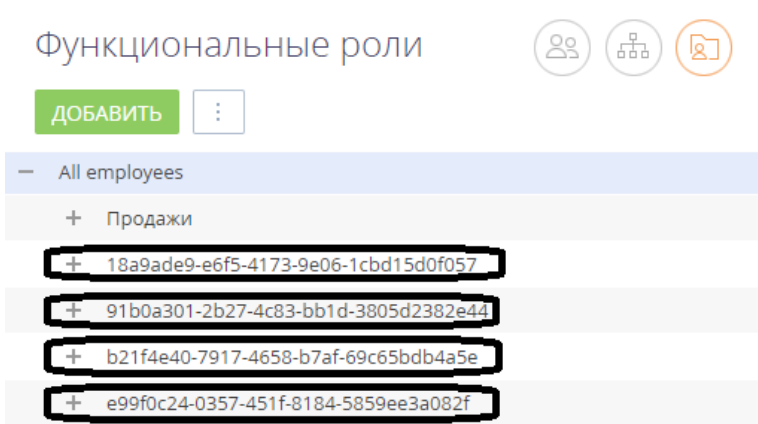 Функциональные роли
ДОБАВИТЬ
All employees
Продажи
18a9ade9-e6f5-4173-9e06-1cbd15d0f057
91b0a301-2b27-4c83-bb1d-3805d2382e44
b21f4e40-7917-4658-b7af-69c65bdb4a5e
e99f0c24-0357-451f-8184-5859ee3a082f